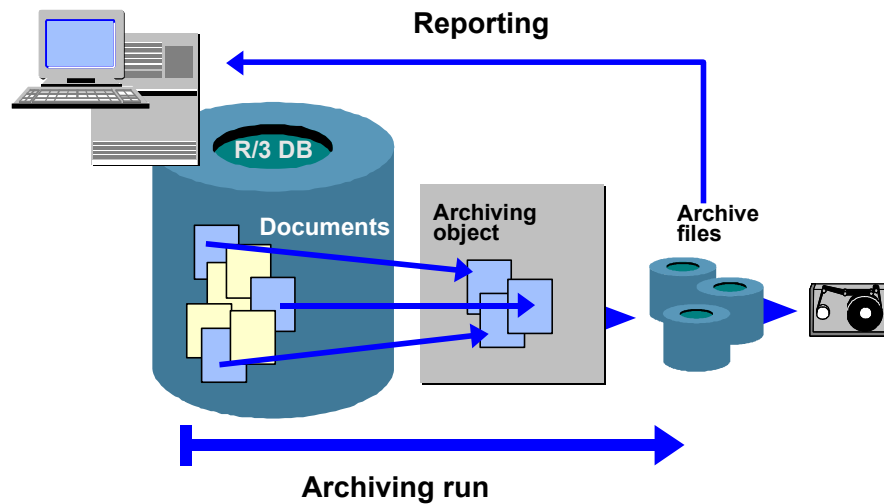 Reporting
R/3 DB
Documents
Archiving
object
Archive
files
Archiving run